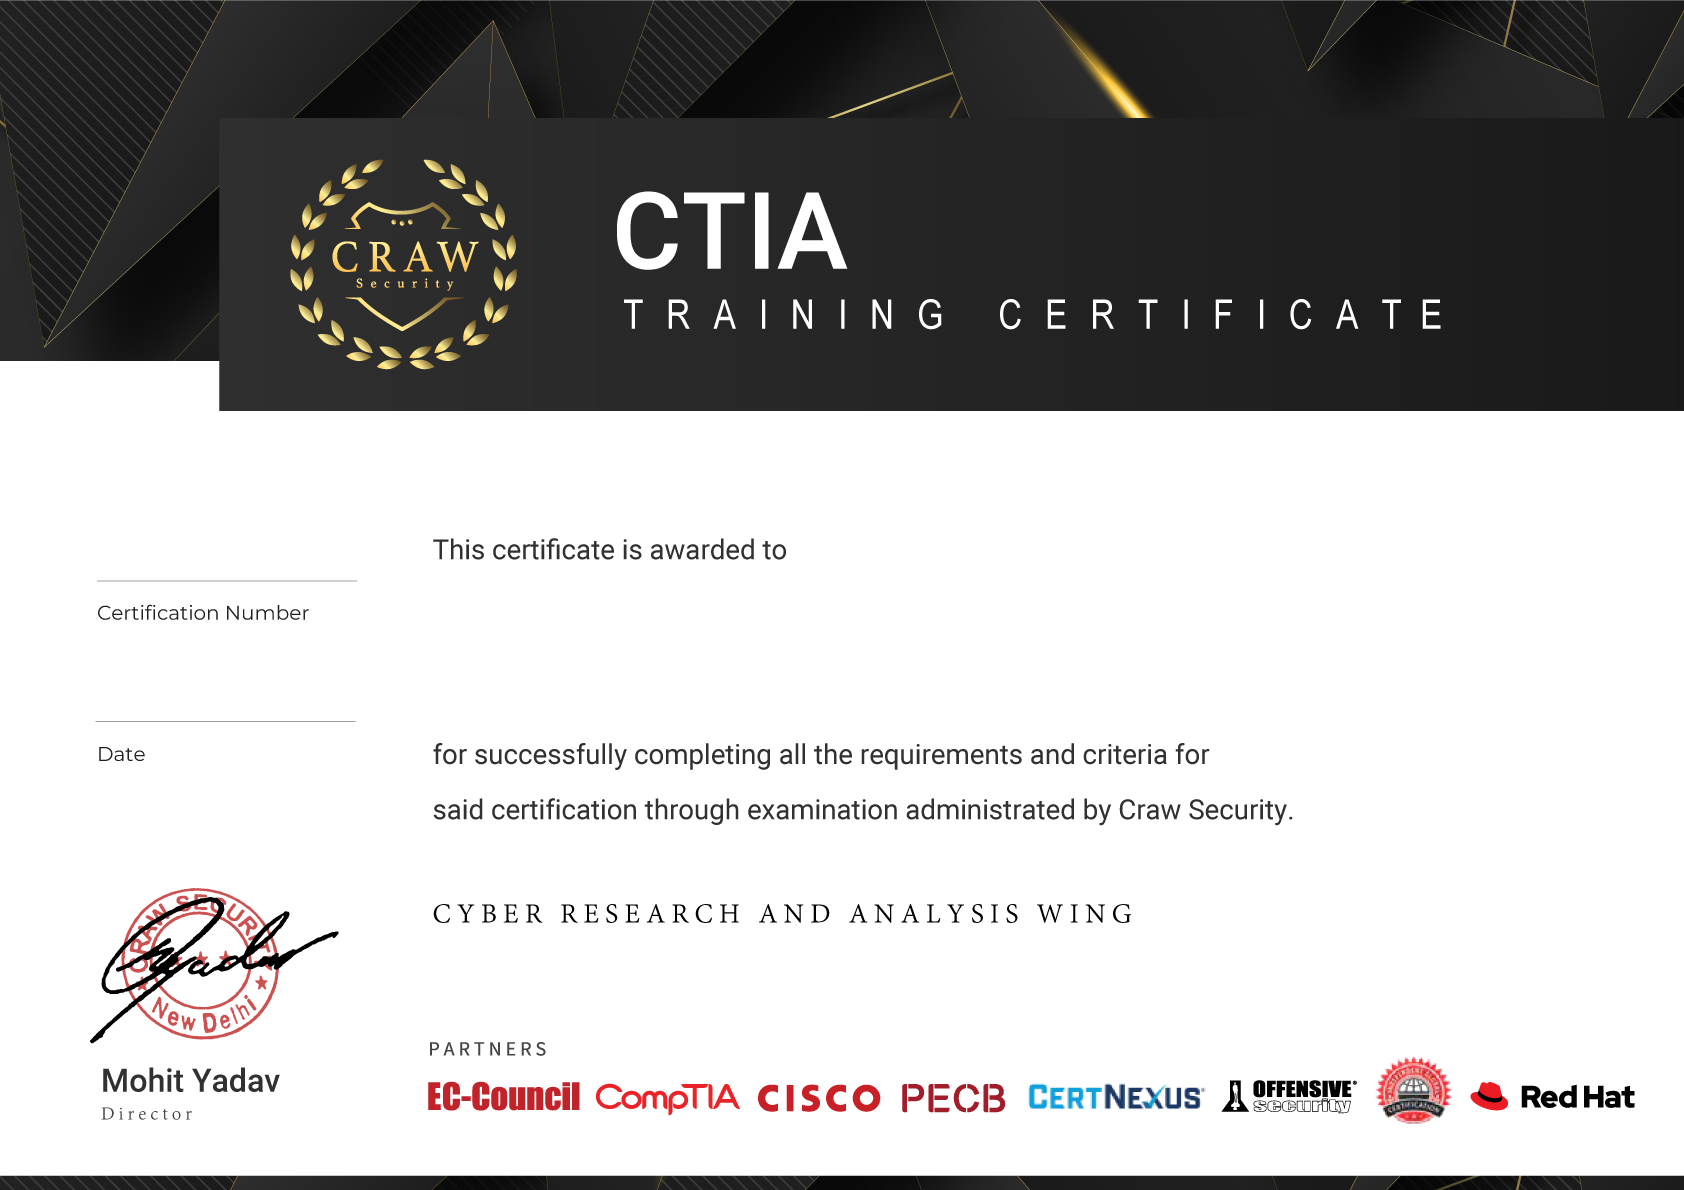 CRAW
Security
CTIA
TRAINING CERTIFICATE
This certificate is awarded to
Certification Number
Date
for successfully completing all the requirements and criteria for
said certification through examination administrated by Craw Security.
CYBER RESEARCH AND ANALYSIS WING
CRAW SECURITY
New Delhi
Mohit Yadav
Director
PARTNERS
EC-Council CompTIA CISCO PECB CERTNEXUS OFFENSIVE security CERTIFICATION Red Hat